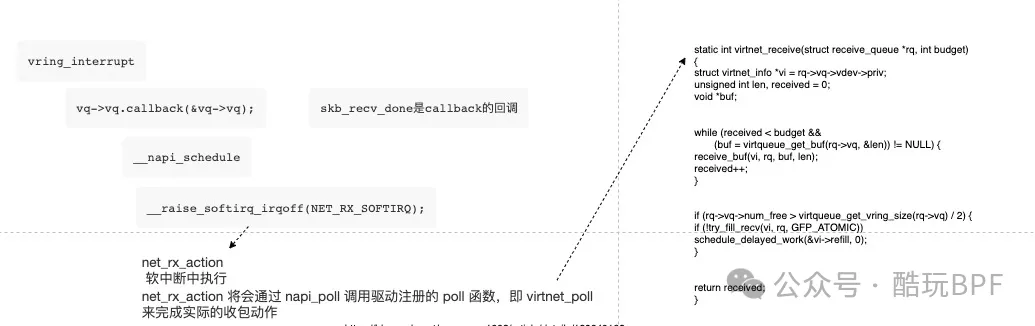 vring_interrupt
vq->vq.callback(&vq->vq);
skb_recv_done是callback的回调
__napi_schedule
__raise_softirq_irqoff(NET_RX_SOFTIRQ);
net_rx_action
软中断中执行
net_rx_action 将会通过 napi_poll 调用驱动注册的 poll 函数，即 virtnet_poll
来完成实际的收包动作
static int virtnet_receive(struct receive_queue *rq, int budget)
{
struct virtnet_info *vi = rq->vq->vdev->priv;
unsigned int len, received = 0;
void *buf;
while (received < budget &&
(buf = virtqueue_get_buf(rq->vq, &len)) != NULL) {
receive_buf(vi, rq, buf, len);
received++;
}
if (rq->vq->num_free > virtqueue_get_vring_size(rq->vq) / 2) {
if (!try_fill_recv(vi, rq, GFP_ATOMIC))
schedule_delayed_work(&vi->refill, 0);
}
return received;
}
公众号 · 酷玩BPF